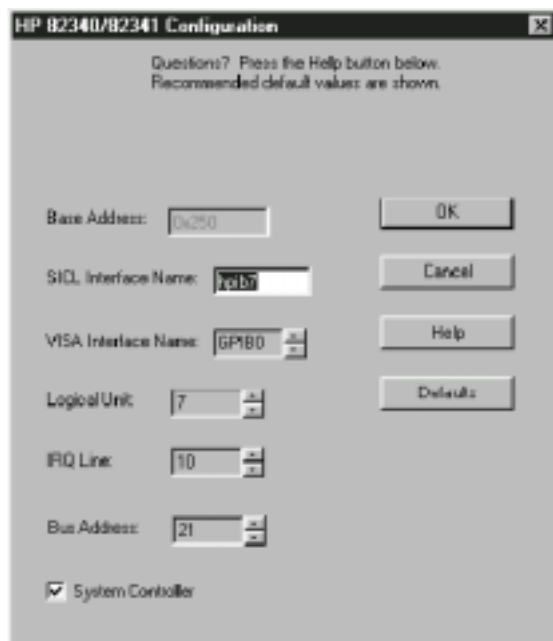 HP 82340/82341 Configuration
Questions? Press the Help button below.
Recommended default values are shown.
Base Address: 0x250
OK
SICL Interface Name: hpib7
Cancel
VISA Interface Name: GPIB0
Help
Logical Unit: 7
Defaults
IRQ Line: 10
Bus Address: 21
System Controller